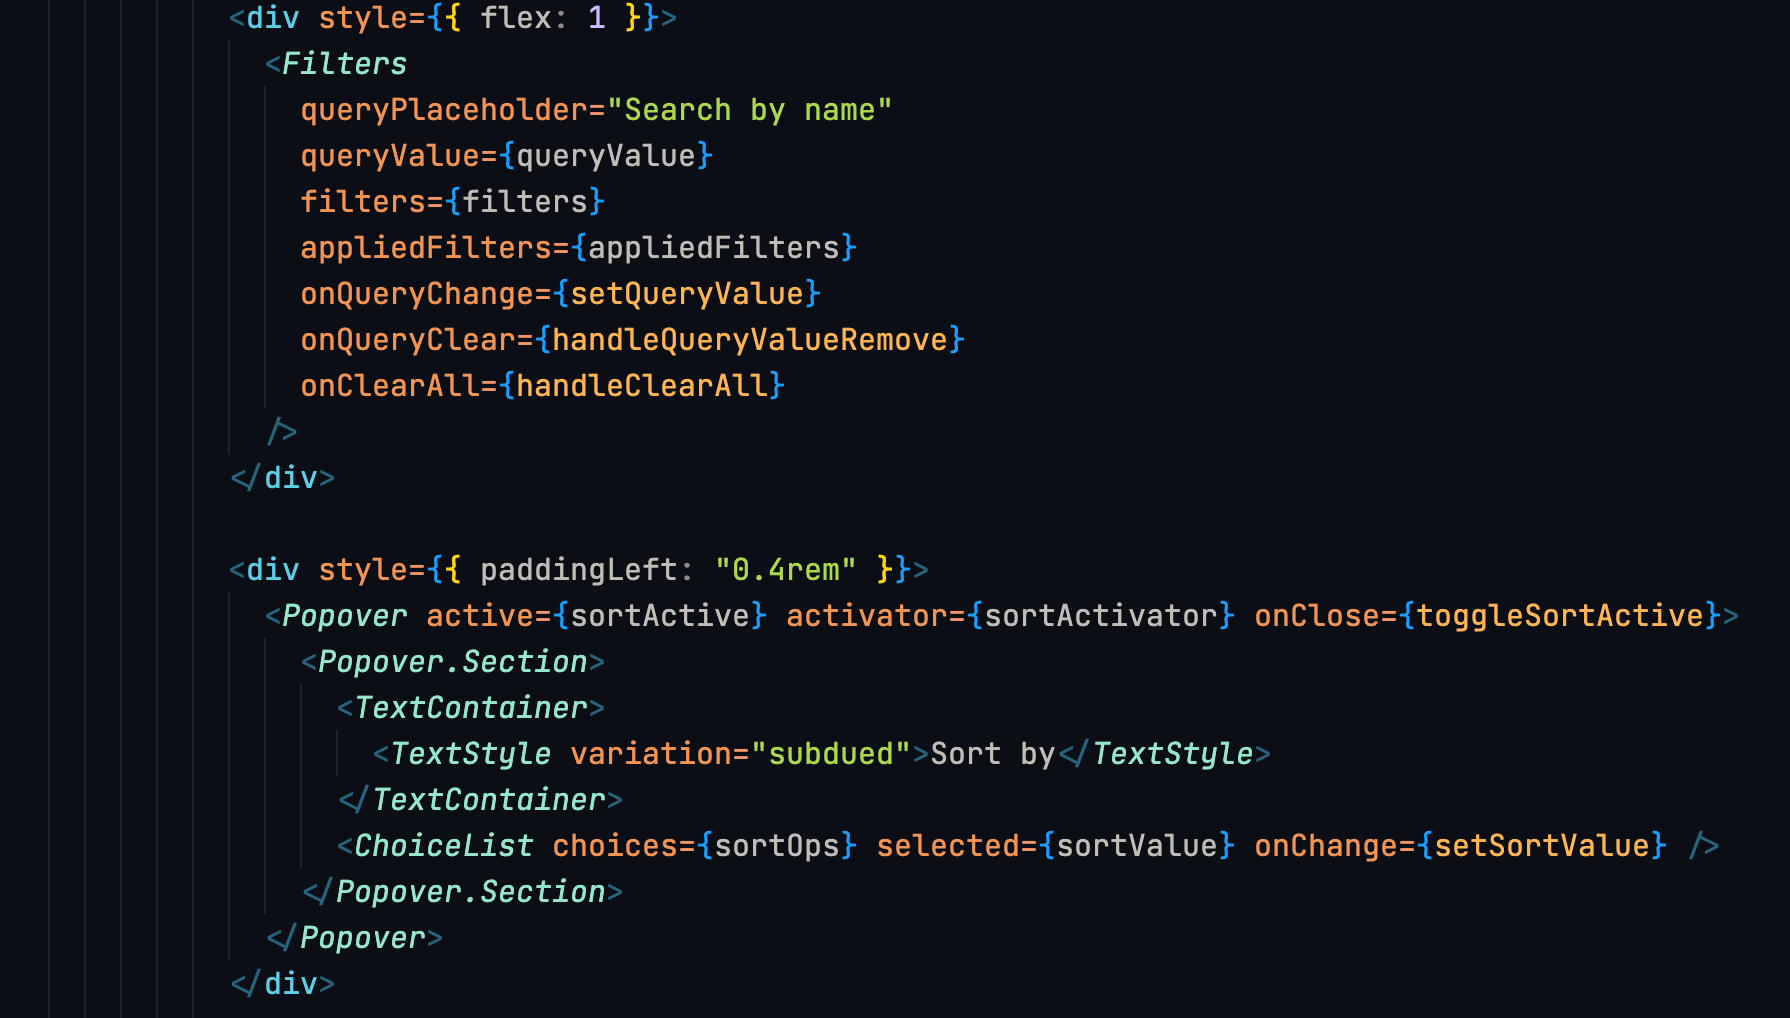 <div style={{ flex: 1 }}>
<Filters
queryPlaceholder="Search by name"
queryValue={queryValue}
filters={filters}
appliedFilters={appliedFilters}
onQueryChange={setQueryValue}
onQueryClear={handleQueryValueRemove}
onClearAll={handleClearAll}
/>
</div>
<div style={{ paddingLeft: "0.4rem" }}>
<Popover active={sortActive} activator={sortActivator} onClose={toggleSortActive}>
<Popover.Section>
<TextContainer>
<TextStyle variation="subdued">Sort by</TextStyle>
</TextContainer>
<ChoiceList choices={sortOps} selected={sortValue} onChange={setSortValue} />
</Popover.Section>
</Popover>
</div>